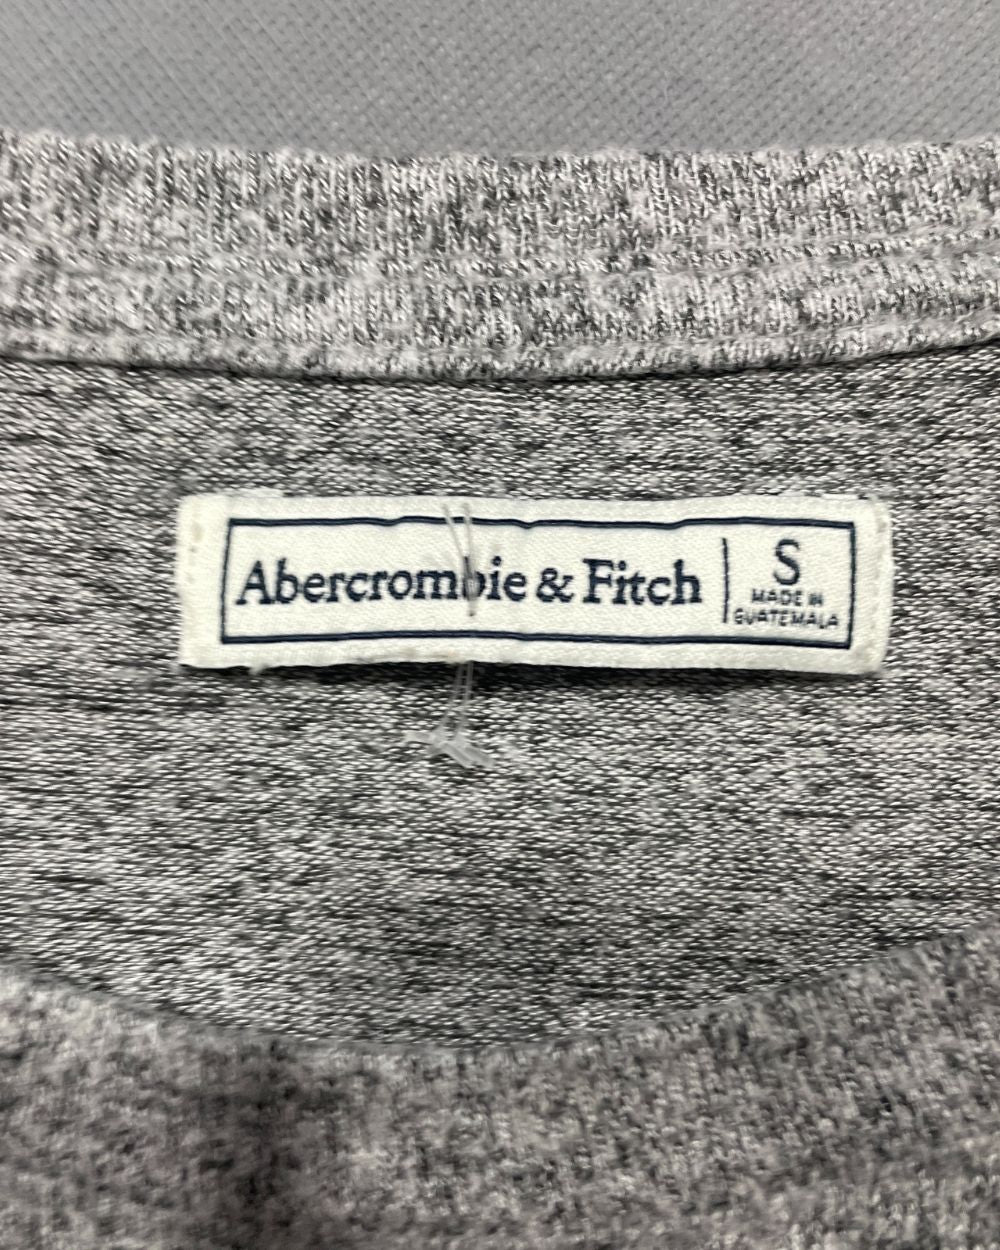 Abercrombie & Fitch
S
MADE IN
GUATEMALA